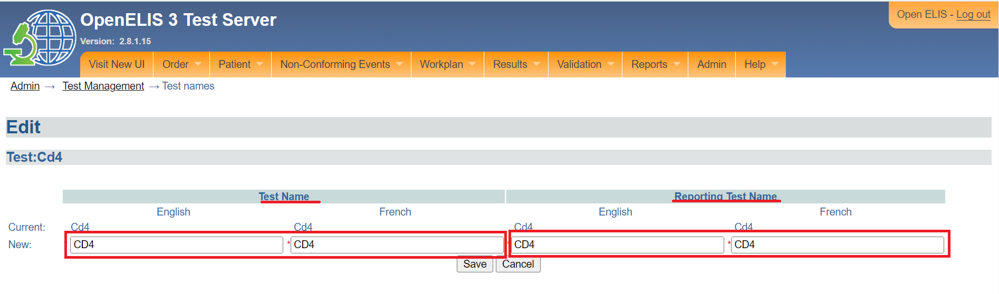 OpenELIS 3 Test Server
Version: 2.8.1.15
Open ELIS - Log out
Visit New UI Order Patient Non-Conforming Events Workplan Results Validation Reports Admin Help
Admin → Test Management → Test names
Edit
Test:Cd4
Test Name Reporting Test Name
English French English French
Current: Cd4 Cd4 Cd4 Cd4
New: CD4 * CD4 * CD4 * CD4
Save Cancel